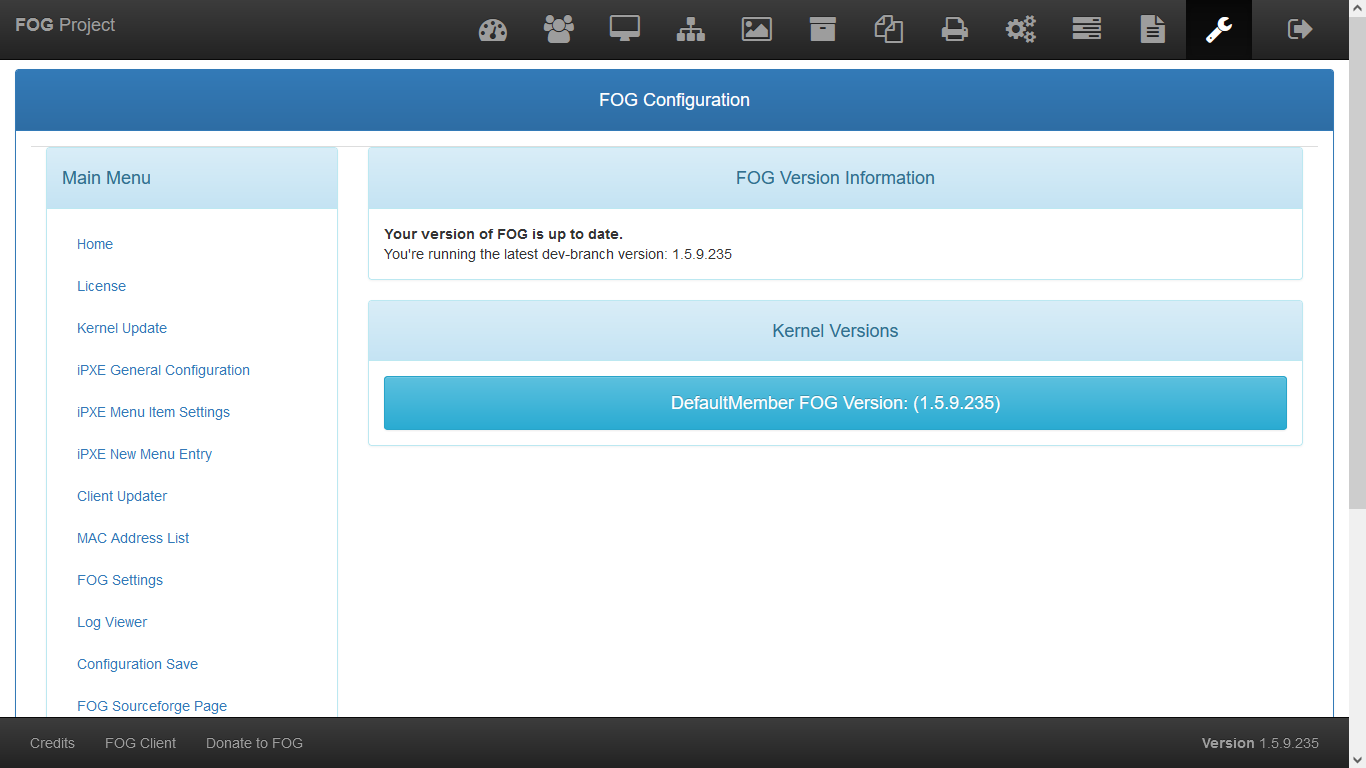 FOG Project
FOG Configuration
Main Menu
Home
License
Kernel Update
iPXE General Configuration
iPXE Menu Item Settings
iPXE New Menu Entry
Client Updater
MAC Address List
FOG Settings
Log Viewer
Configuration Save
FOG Sourceforge Page
FOG Version Information
Your version of FOG is up to date.
You're running the latest dev-branch version: 1.5.9.235
Kernel Versions
DefaultMember FOG Version: (1.5.9.235)
Credits FOG Client Donate to FOG Version 1.5.9.235